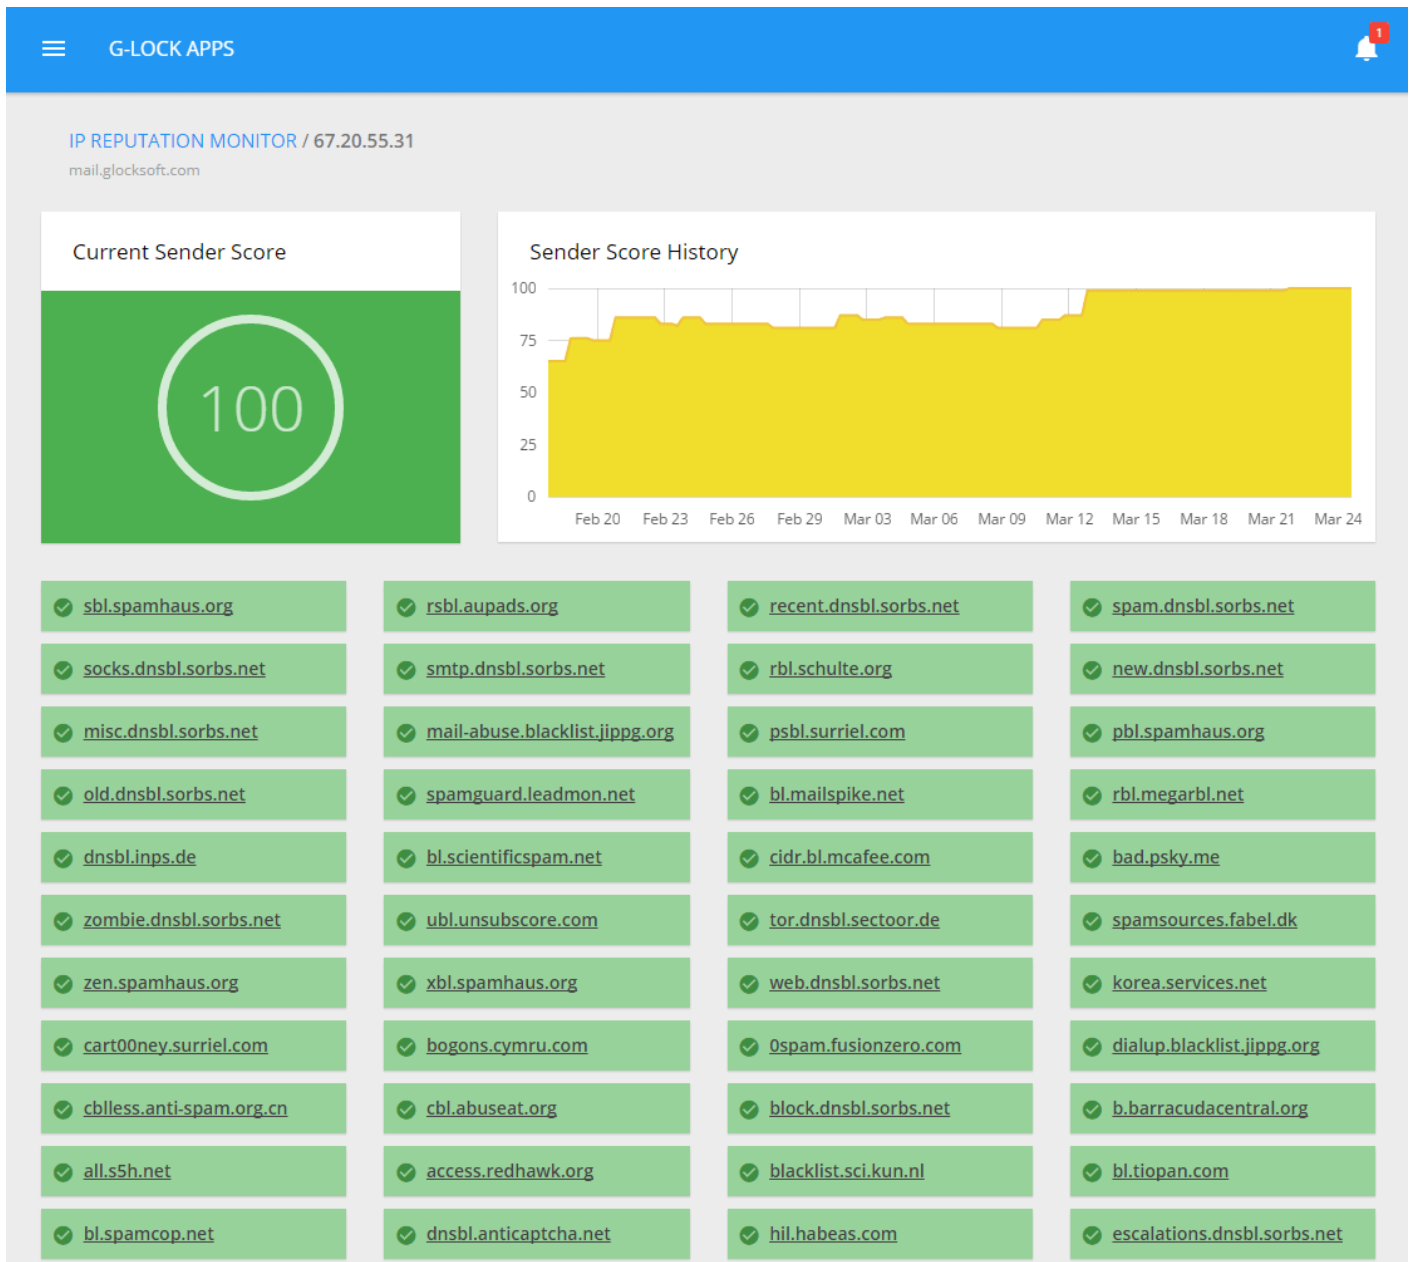 G-LOCK APPS
1
IP REPUTATION MONITOR / 67.20.55.31
mail.glocksoft.com
Current Sender Score
100
Sender Score History
100
75
50
25
0
Feb 20 Feb 23 Feb 26 Feb 29 Mar 03 Mar 06 Mar 09 Mar 12 Mar 15 Mar 18 Mar 21 Mar 24
sbl.spamhaus.org rsbl.aupads.org recent.dnsbl.sorbs.net spam.dnsbl.sorbs.net
socks.dnsbl.sorbs.net smtp.dnsbl.sorbs.net rbl.schulte.org new.dnsbl.sorbs.net
misc.dnsbl.sorbs.net mail-abuse.blacklist.jippg.org psbl.surriel.com pbl.spamhaus.org
old.dnsbl.sorbs.net spamguard.leadmon.net bl.mailspike.net rbl.megarbl.net
dnsbl.inps.de bl.scientificspam.net cidr.bl.mcafee.com bad.psky.me
zombie.dnsbl.sorbs.net ubl.unsubscore.com tor.dnsbl.sectoor.de spamsources.fabel.dk
zen.spamhaus.org xbl.spamhaus.org web.dnsbl.sorbs.net korea.services.net
cart00ney.surriel.com bogons.cymru.com 0spam.fusionzero.com dialup.blacklist.jippg.org
cblless.anti-spam.org.cn cbl.abuseat.org block.dnsbl.sorbs.net b.barracudacentral.org
all.s5h.net access.redhawk.org blacklist.sci.kun.nl bl.tiopan.com
bl.spamcop.net dnsbl.anticaptcha.net hil.habeas.com escalations.dnsbl.sorbs.net